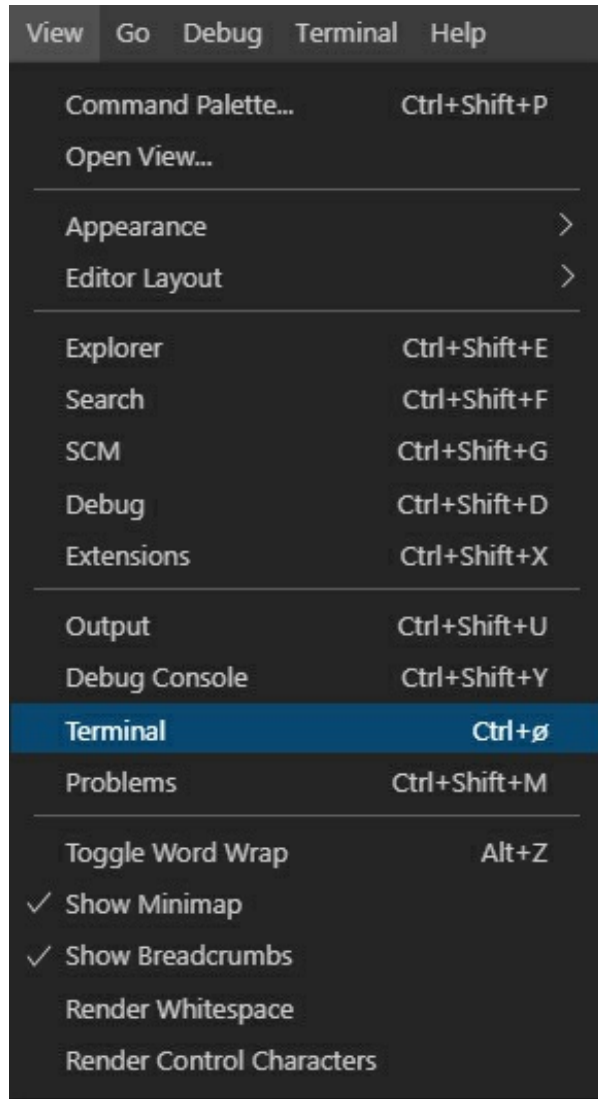 View Go Debug Terminal Help
Command Palette... Ctrl+Shift+P
Open View...
Appearance
Editor Layout
Explorer Ctrl+Shift+E
Search Ctrl+Shift+F
SCM Ctrl+Shift+G
Debug Ctrl+Shift+D
Extensions Ctrl+Shift+X
Output Ctrl+Shift+U
Debug Console Ctrl+Shift+Y
Terminal Ctrl+ø
Problems Ctrl+Shift+M
Toggle Word Wrap Alt+Z
Show Minimap
Show Breadcrumbs
Render Whitespace
Render Control Characters